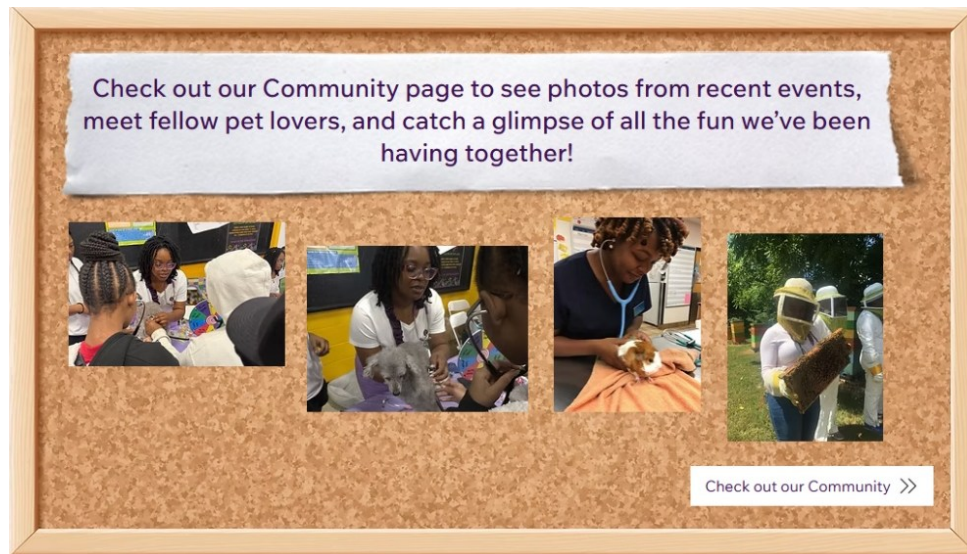 Check out our Community page to see photos from recent events,
meet fellow pet lovers, and catch a glimpse of all the fun we’ve been
having together!
Check out our Community